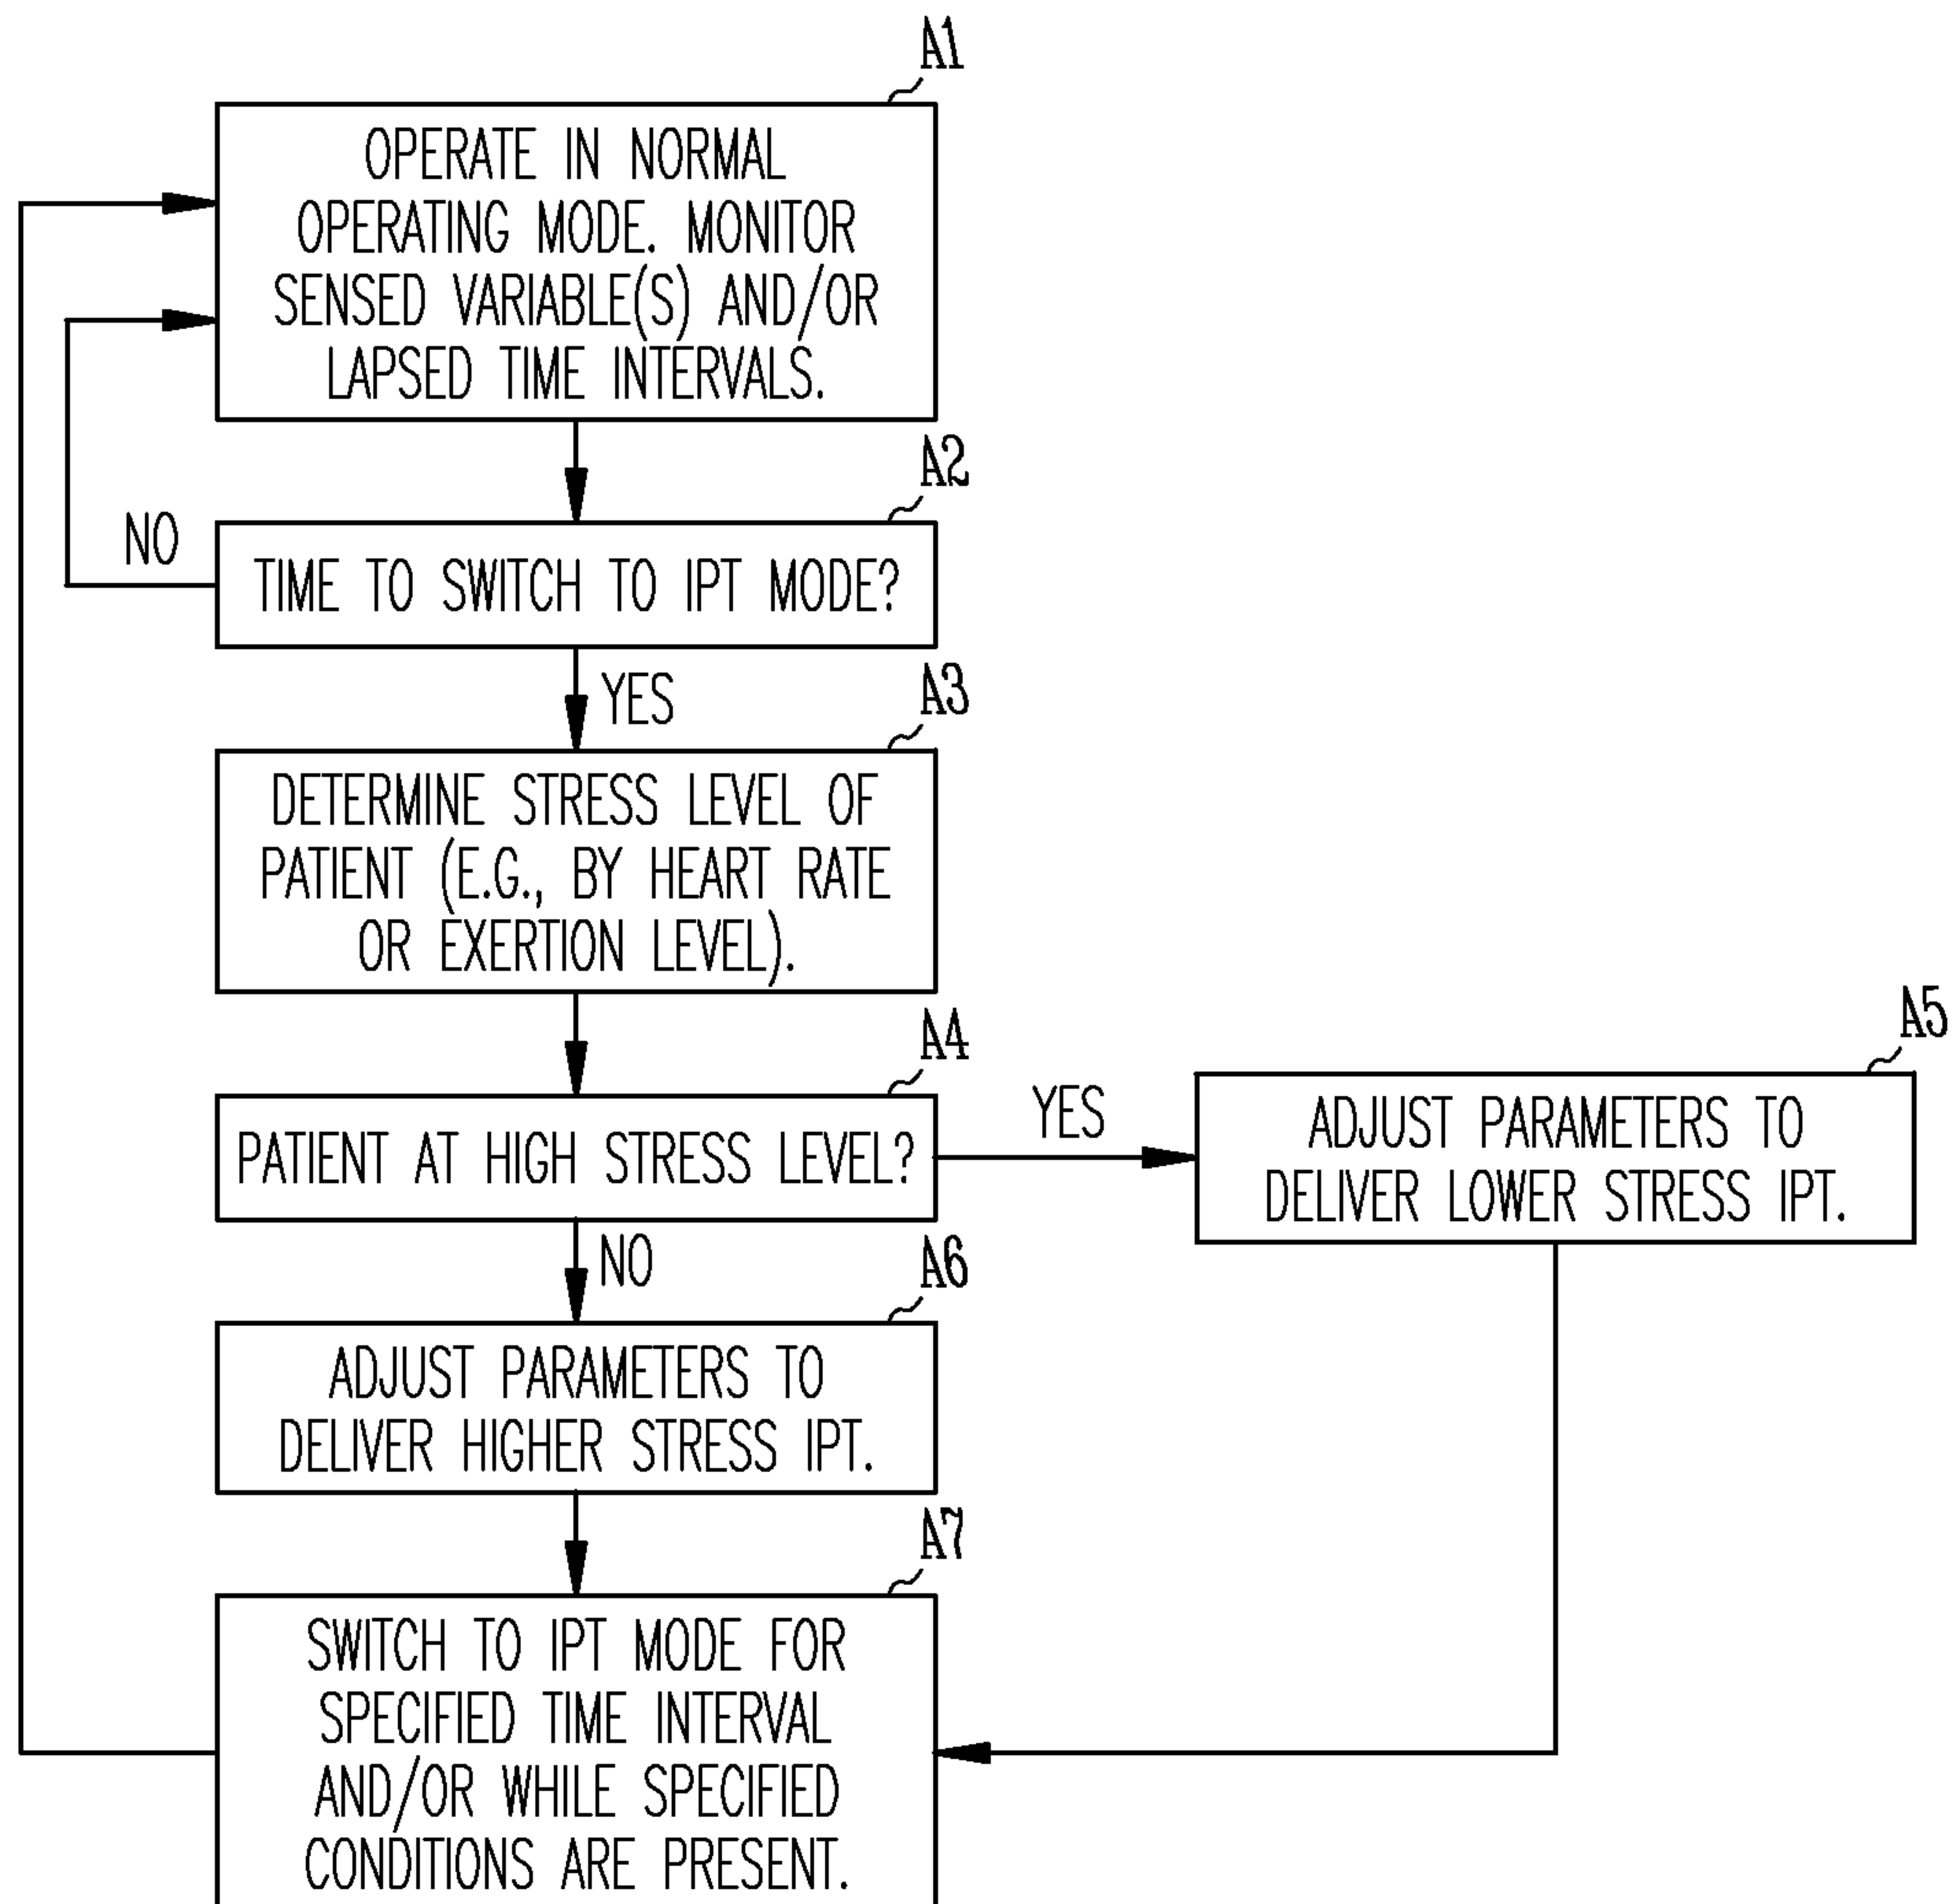 A1
OPERATE IN NORMAL
OPERATING MODE. MONITOR
SENSED VARIABLE(S) AND/OR
LAPSED TIME INTERVALS.
A2
NO
TIME TO SWITCH TO IPT MODE?
YES
A3
DETERMINE STRESS LEVEL OF
PATIENT (E.G., BY HEART RATE
OR EXERTION LEVEL).
A4
PATIENT AT HIGH STRESS LEVEL?
YES
A5
ADJUST PARAMETERS TO
DELIVER LOWER STRESS IPT.
NO
A6
ADJUST PARAMETERS TO
DELIVER HIGHER STRESS IPT.
A7
SWITCH TO IPT MODE FOR
SPECIFIED TIME INTERVAL
AND/OR WHILE SPECIFIED
CONDITIONS ARE PRESENT.